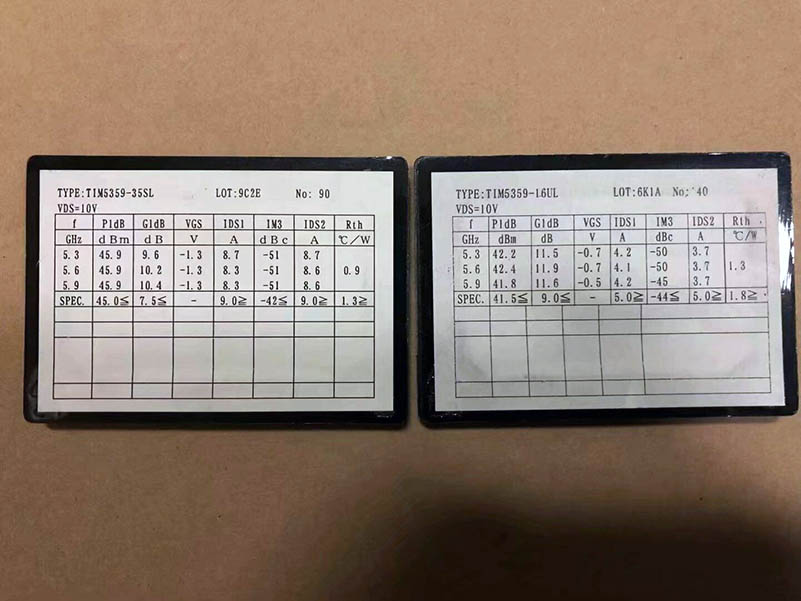 TYPE:TIM5359-35SL LOT:9C2E No: 90
VDS=10V
f P1dB G1dB VGS IDS1 IM3 IDS2 Rth
GHz dBm dB V A dBc A ℃/W
5.3 45.9 9.6 -1.3 8.7 -51 8.7
5.6 45.9 10.2 -1.3 8.3 -51 8.6 0.9
5.9 45.9 10.4 -1.3 8.3 -51 8.6
SPEC. 45.0≦ 7.5≦ - 9.0≧ -42≦ 9.0≧ 1.3≧
TYPE:TIM5359-16UL LOT:6K1A No: 40
VDS=10V
f P1dB G1dB VGS IDS1 IM3 IDS2 Rth
GHz dBm dB V A dBc A ℃/W
5.3 42.2 11.5 -0.7 4.2 -50 3.7
5.6 42.4 11.9 -0.7 4.1 -50 3.7 1.3
5.9 41.8 11.6 -0.5 4.2 -45 3.7
SPEC. 41.5≦ 9.0≦ - 5.0≧ -44≦ 5.0≧ 1.8≧